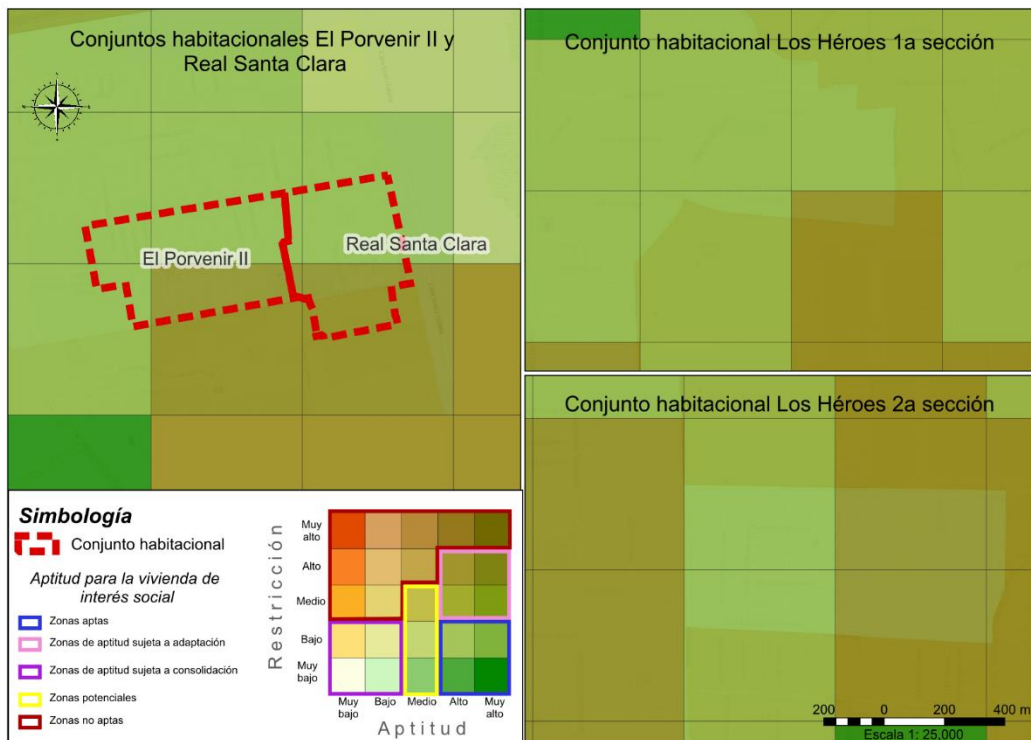 Conjuntos habitacionales El Porvenir II y
Real Santa Clara
El Porvenir II
Real Santa Clara
Conjunto habitacional Los Héroes 1a sección
Conjunto habitacional Los Héroes 2a sección
200 0 200 400 m
Escala 1: 25,000
Simbología
Conjunto habitacional
Aptitud para la vivienda de
interés social
Zonas aptas
Zonas de aptitud sujeta a adaptación
Zonas de aptitud sujeta a consolidación
Zonas potenciales
Zonas no aptas
Restricción
Muy
alto
Alto
Medio
Bajo
Muy
bajo
Muy
bajo
Bajo
Medio
Alto
Muy
alto
Aptitud